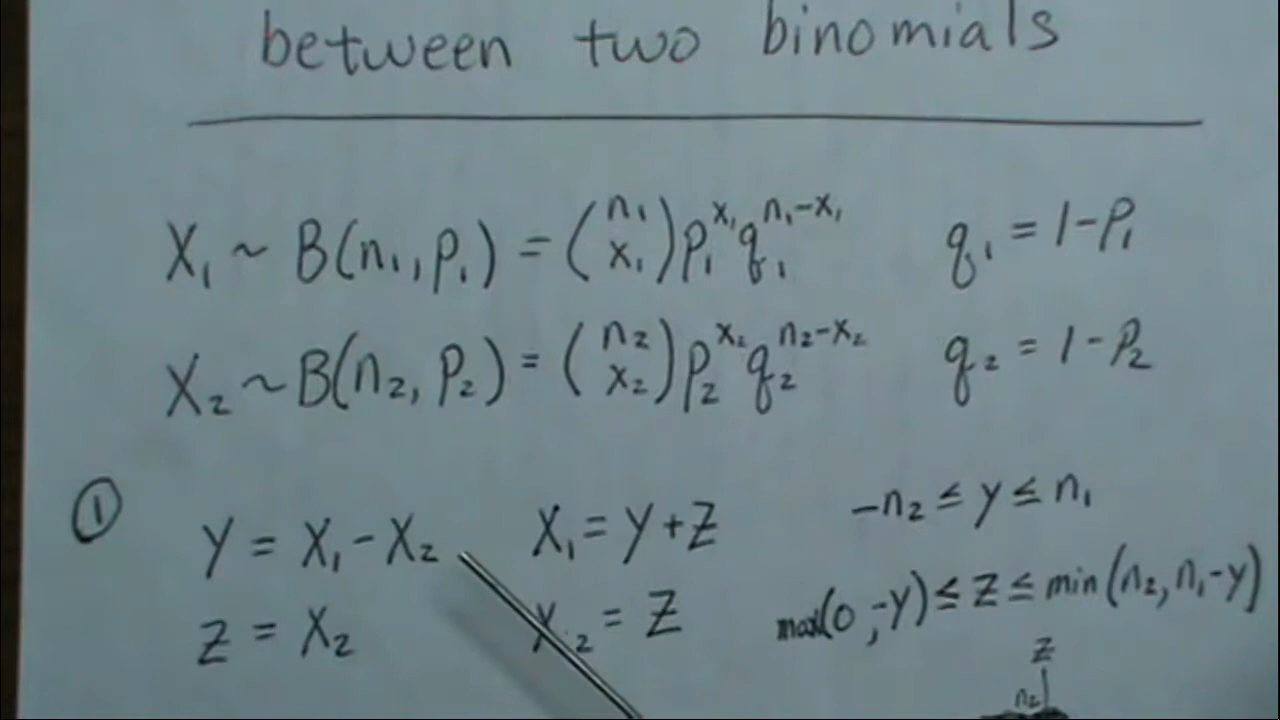 between two binomials
X₁ ~ B(n₁, p₁) = (n₁ x₁) p₁^x₁ q₁^n₁-x₁ q₁ = 1-P₁
X₂ ~ B(n₂, p₂) = (n₂ x₂) p₂^x₂ q₂^n₂-x₂ q₂ = 1-P₂
① Y = X₁-X₂ X₁ = Y+Z -n₂ ≤ y ≤ n₁
Z = X₂ X₂ = Z max(0,-y) ≤ Z ≤ min(n₂, n₁-y)
Z
n₂